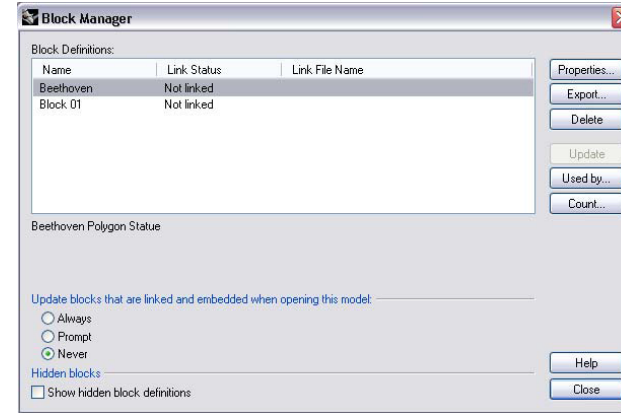 Block Manager
Block Definitions:
Name Link Status Link File Name
Beethoven Not linked
Block 01 Not linked
Properties...
Export...
Delete
Update
Used by...
Count...
Beethoven Polygon Statue
Update blocks that are linked and embedded when opening this model:
Always
Prompt
Never
Hidden blocks
Show hidden block definitions
Help
Close